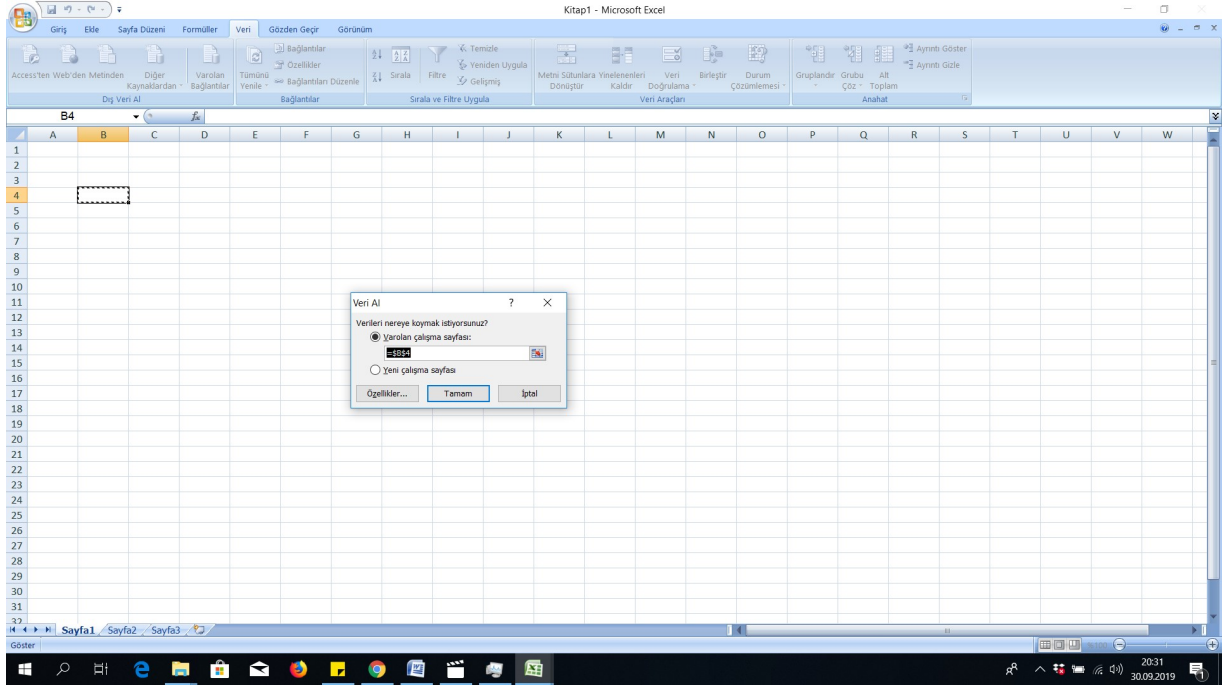 Kitap1 - Microsoft Excel
Giriş Ekle Sayfa Düzeni Formüller Veri Gözden Geçir Görünüm
Access'ten Web'den Metinden Diğer Kaynaklardan Varolan Bağlantılar
Dış Veri Al
Tümünü Yenile Bağlantılar Özellikler Bağlantıları Düzenle
Bağlantılar
Sırala Filtre Temizle Yeniden Uygula Gelişmiş
Sırala ve Filtre Uygula
Metni Sütunlara Dönüştür Yinelenenleri Kaldır Veri Doğrulama Birleştir Durum Çözümlemesi
Veri Araçları
Gruplandır Grubu Çöz Alt Toplam Ayrıntı Göster Ayrıntı Gizle
Anahat
B4 fx
A B C D E F G H I J K L M N O P Q R S T U V W
1
2
3
4
5
6
7
8
9
10
11
12
13
14
15
16
17
18
19
20
21
22
23
24
25
26
27
28
29
30
31
32
Veri Al ? X
Verileri nereye koymak istiyorsunuz?
Varolan çalışma sayfası:
=$B$4
Yeni çalışma sayfası
Özellikler... Tamam İptal
Sayfa1 Sayfa2 Sayfa3
Göster %100
20:31
30.09.2019